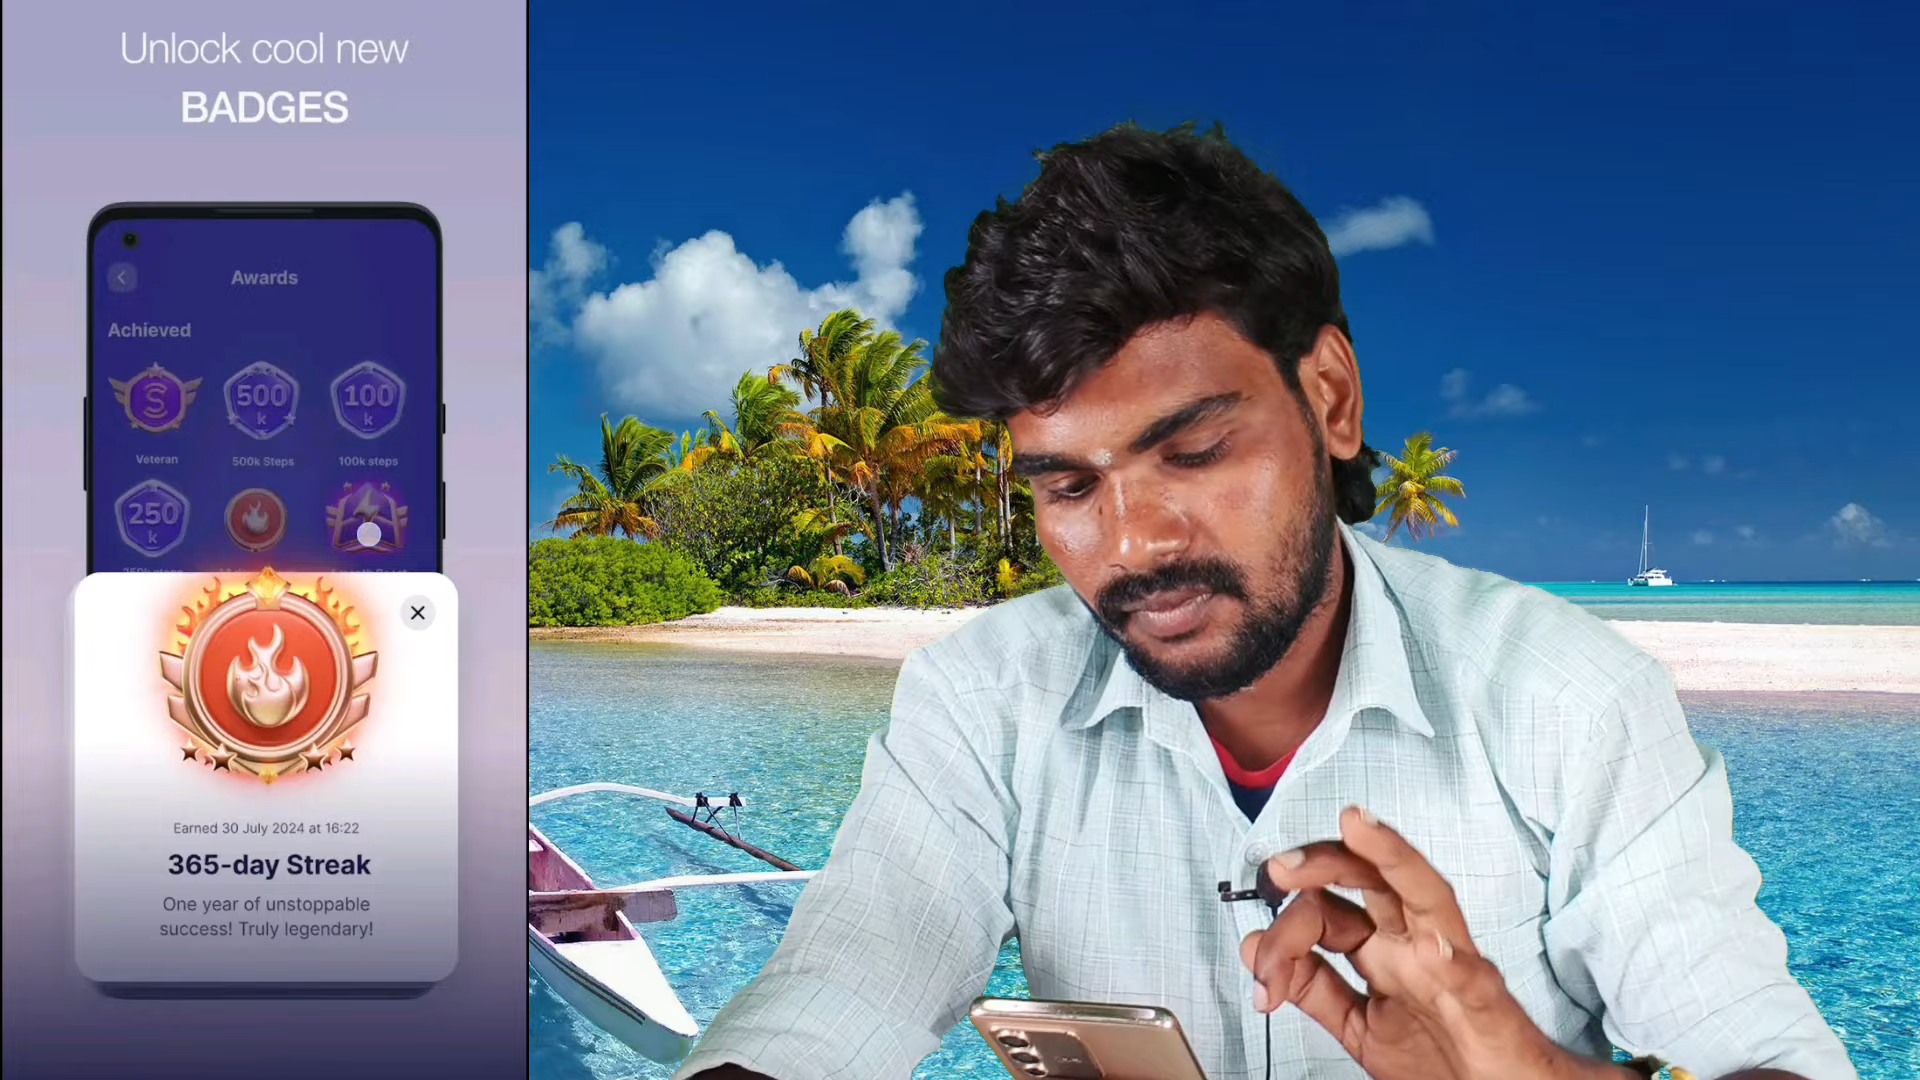 Unlock cool new
BADGES
Awards
Achieved
500
k
100
k
Veteran
500k Steps
100k steps
250
k
Earned 30 July 2024 at 16:22
365-day Streak
One year of unstoppable
success! Truly legendary!